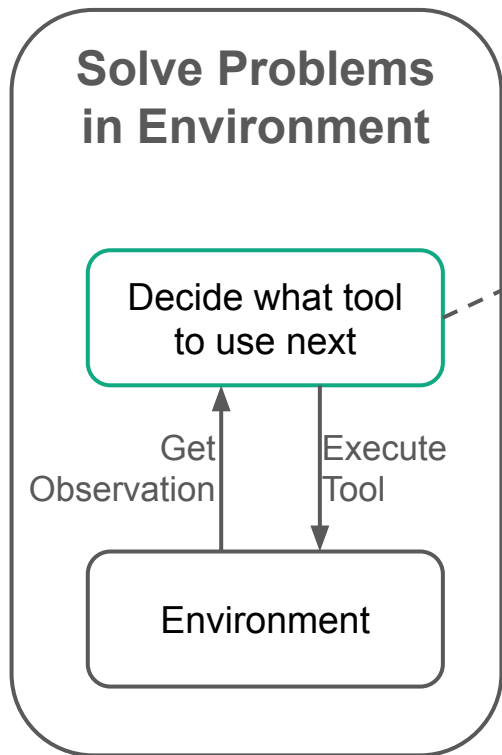 Solve Problems
in Environment
Decide what tool
to use next
Get
Observation
Execute
Tool
Environment